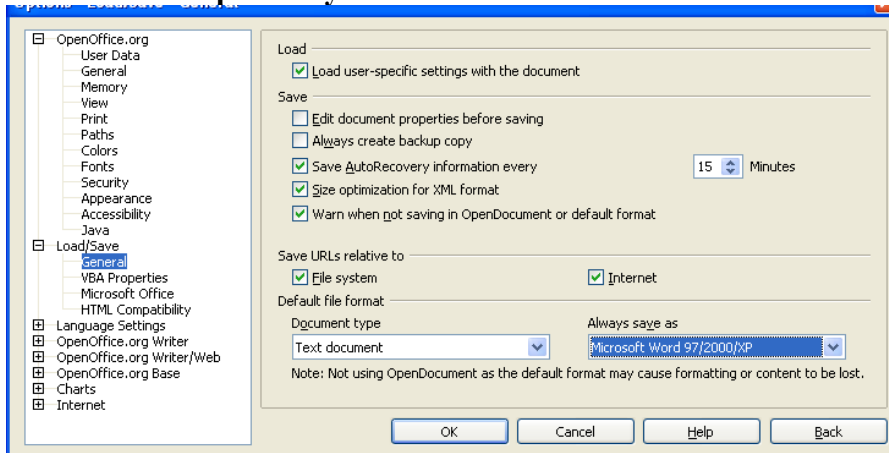 Options - Load/Save - General
OpenOffice.org
User Data
General
Memory
View
Print
Paths
Colors
Fonts
Security
Appearance
Accessibility
Java
Load/Save
General
VBA Properties
Microsoft Office
HTML Compatibility
Language Settings
OpenOffice.org Writer
OpenOffice.org Writer/Web
OpenOffice.org Base
Charts
Internet
Load
Load user-specific settings with the document
Save
Edit document properties before saving
Always create backup copy
Save AutoRecovery information every 15 Minutes
Size optimization for XML format
Warn when not saving in OpenDocument or default format
Save URLs relative to
File system Internet
Default file format
Document type Always save as
Text document Microsoft Word 97/2000/XP
Note: Not using OpenDocument as the default format may cause formatting or content to be lost.
OK Cancel Help Back